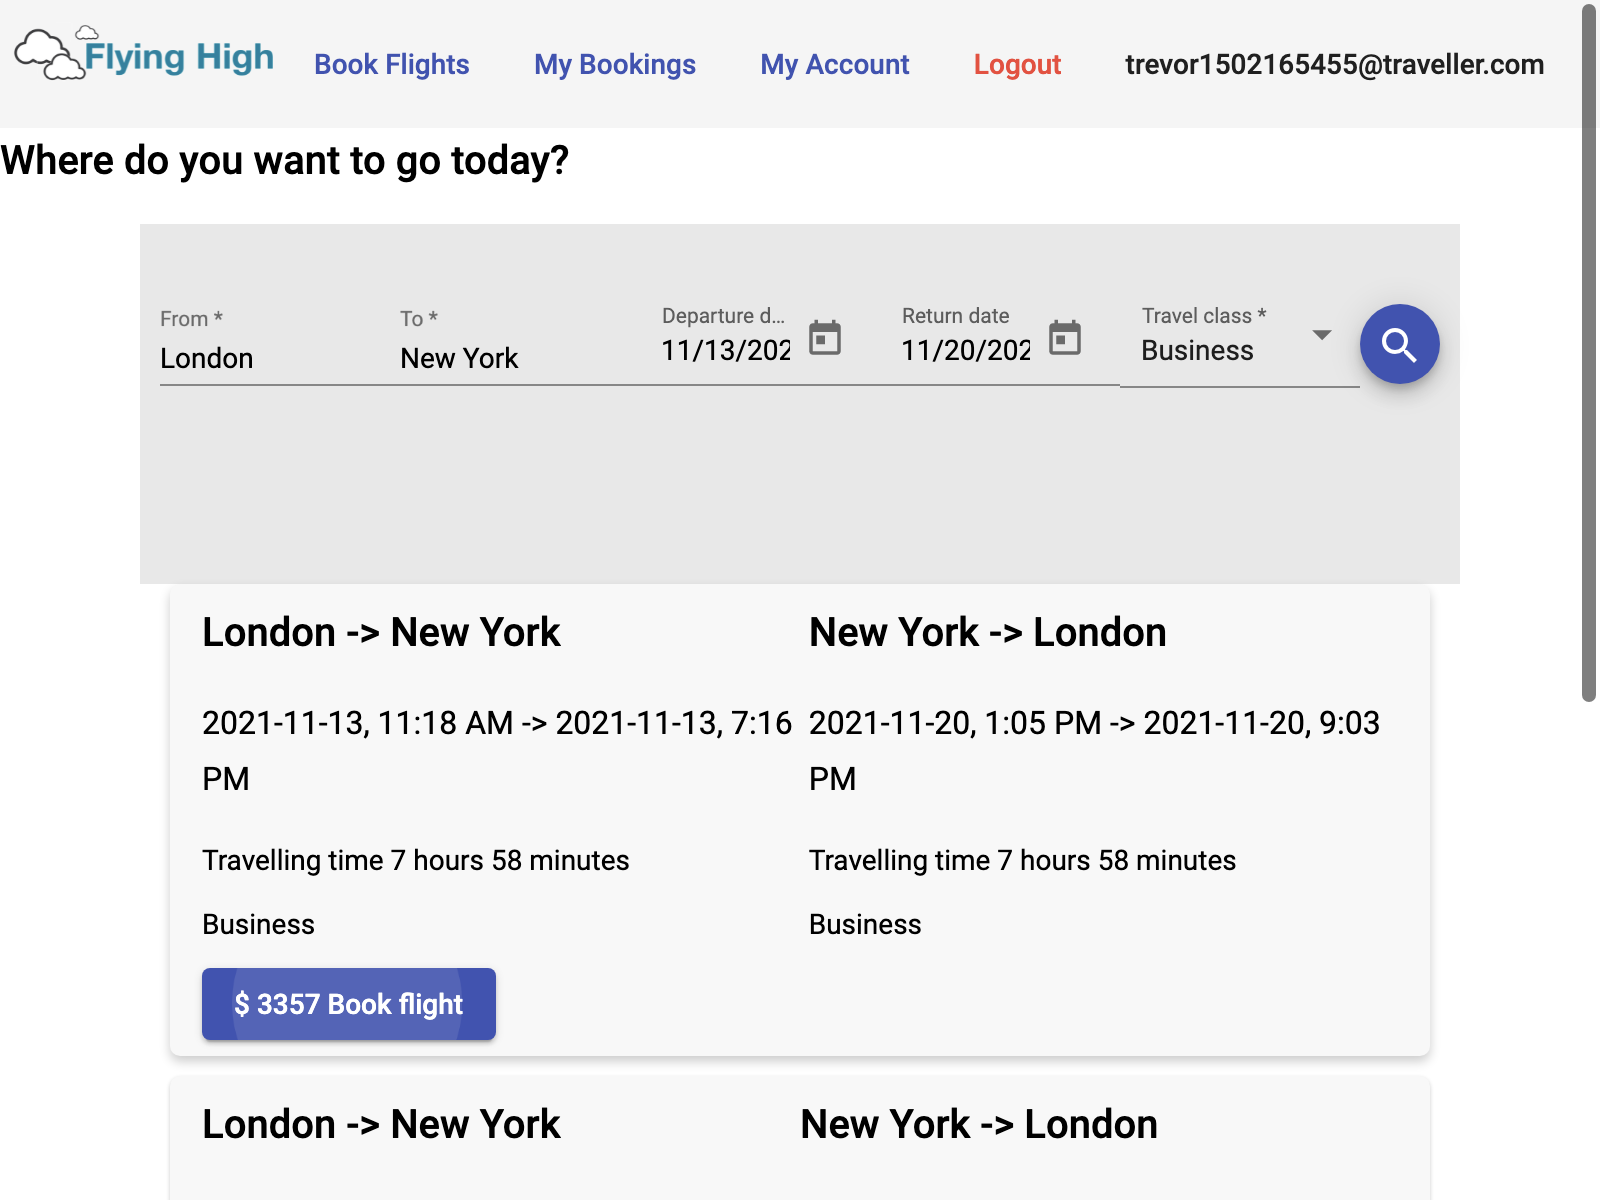 Flying High
Book Flights
My Bookings
My Account
Logout
trevor1502165455@traveller.com
Where do you want to go today?
From *
London
To *
New York
Departure d...
11/13/202
Return date
11/20/202
Travel class *
Business
London -> New York
2021-11-13, 11:18 AM -> 2021-11-13, 7:16
PM
Travelling time 7 hours 58 minutes
Business
New York -> London
2021-11-20, 1:05 PM -> 2021-11-20, 9:03
PM
Travelling time 7 hours 58 minutes
Business
$ 3357 Book flight
London -> New York
New York -> London